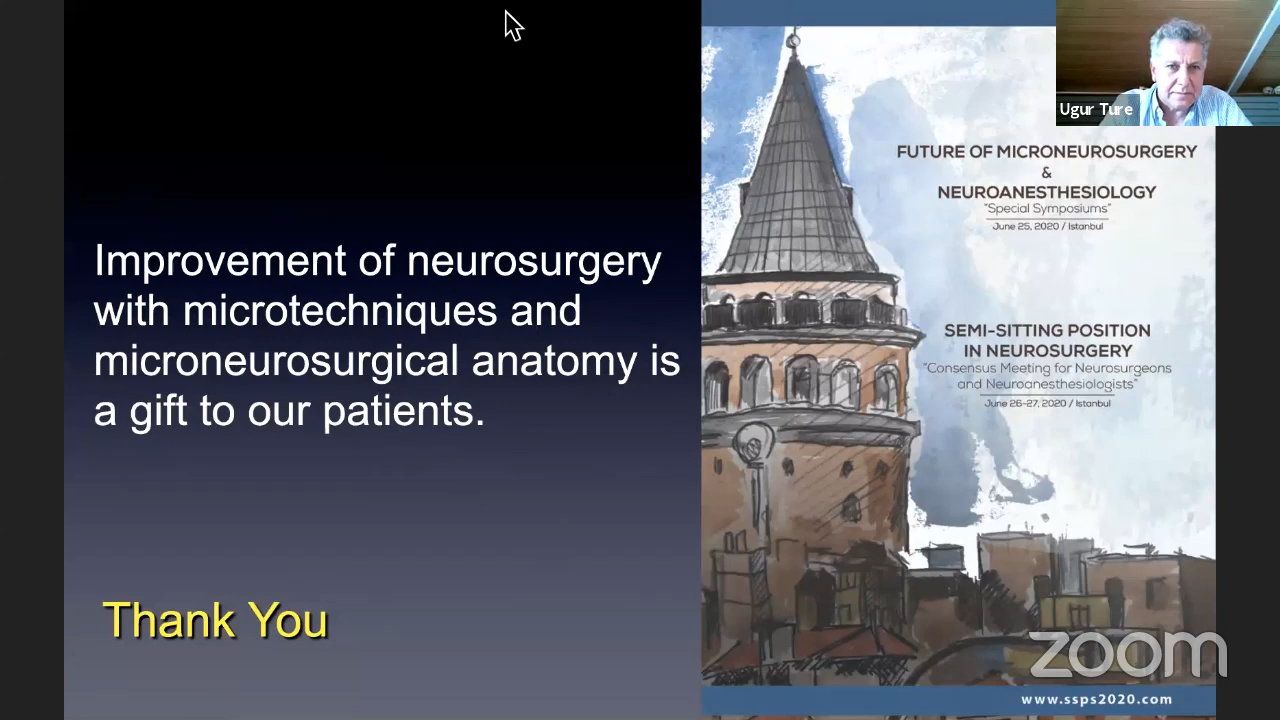 Improvement of neurosurgery
with microtechniques and
microneurosurgical anatomy is
a gift to our patients.
Thank You
Ugur Ture
FUTURE OF MICRONEUROSURGERY
&
NEUROANESTHESIOLOGY
"Special Symposiums"
June 25, 2020 / Istanbul
SEMI-SITTING POSITION
IN NEUROSURGERY
"Consensus Meeting for Neurosurgeons
and Neuroanesthesiologists"
June 26-27, 2020 / Istanbul
zoom
www.ssps2020.com